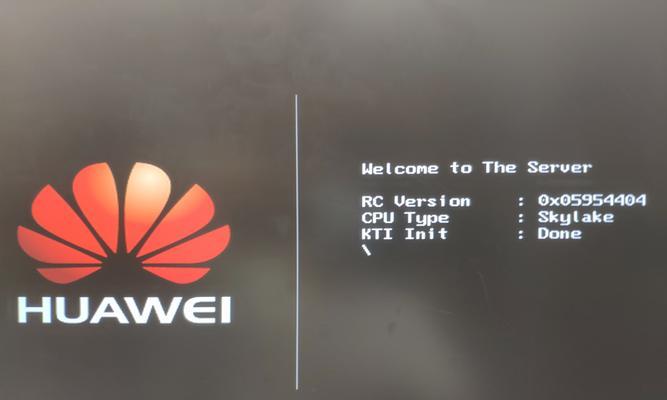 HUAWEI
Welcome to The Server
RC Version : 0x05954404
CPU Type : Skylake
KTI Init : Done
\